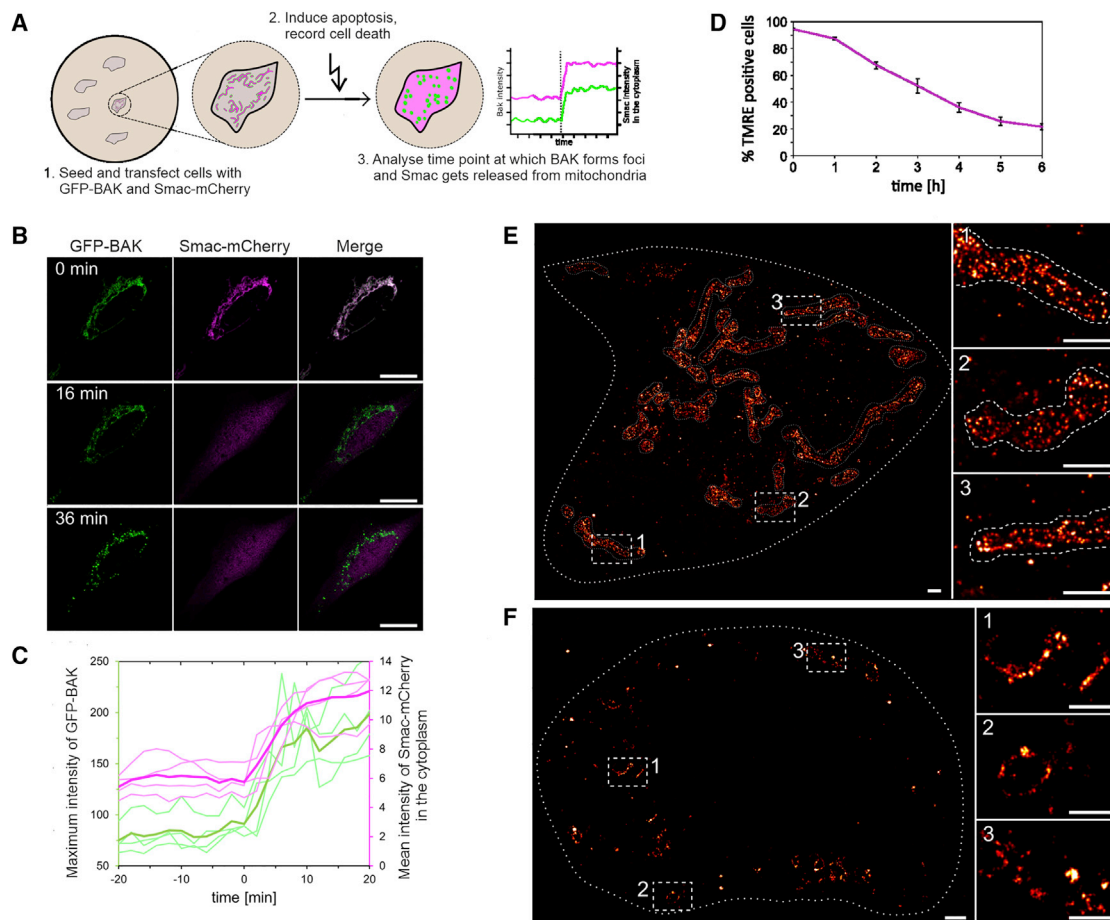 A
2. Induce apoptosis,
record cell death
Bak intensity
Smac intensity
in the cytoplasm
time
1. Seed and transfect cells with
GFP-BAK and Smac-mCherry
3. Analyse time point at which BAK forms foci
and Smac gets released from mitochondria
B
GFP-BAK Smac-mCherry Merge
0 min
16 min
36 min
C
Maximum intensity of GFP-BAK
250
200
150
100
50
14
12
10
8
6
4
2
0
Mean intensity of Smac-mCherry
in the cytoplasm
-20 -10 0 10 20
time [min]
D
% TMRE positive cells
100
80
60
40
20
0 1 2 3 4 5 6
time [h]
E
3
2
1
1
2
3
F
3
1
2
1
2
3